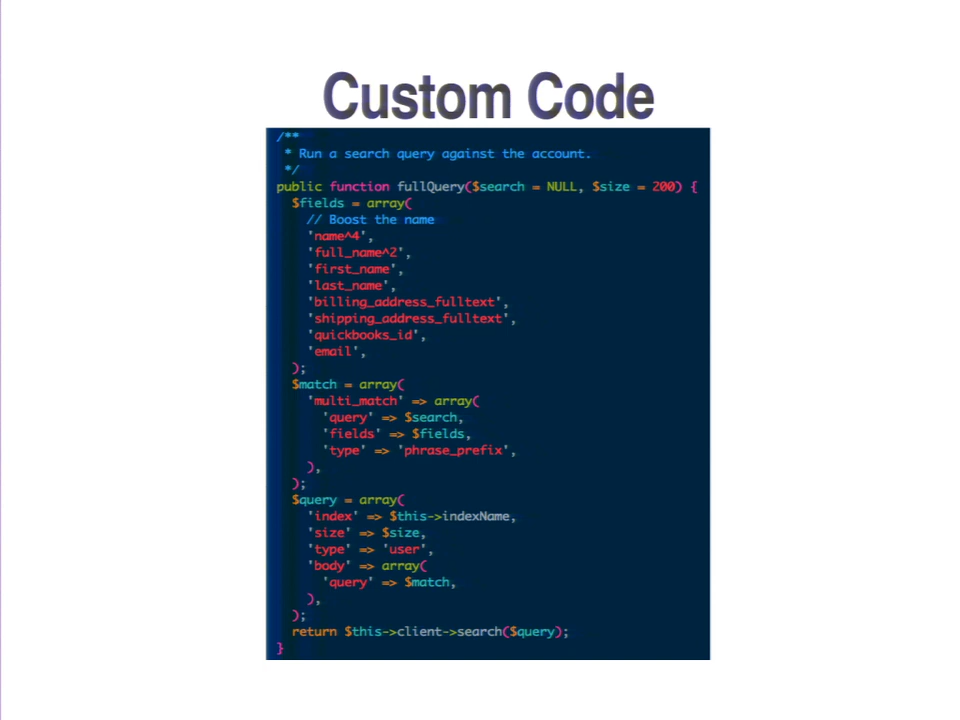 Custom Code
/**
 * Run a search query against the account.
 */
public function fullQuery($search = NULL, $size = 200) {
  $fields = array(
    // Boost the name
    'name^4',
    'full_name^2',
    'first_name',
    'last_name',
    'billing_address_fulltext',
    'shipping_address_fulltext',
    'quickbooks_id',
    'email',
  );
  $match = array(
    'multi_match' => array(
      'query' => $search,
      'fields' => $fields,
      'type' => 'phrase_prefix',
    ),
  );
  $query = array(
    'index' => $this->indexName,
    'size' => $size,
    'type' => 'user',
    'body' => array(
      'query' => $match,
    ),
  );
  return $this->client->search($query);
}